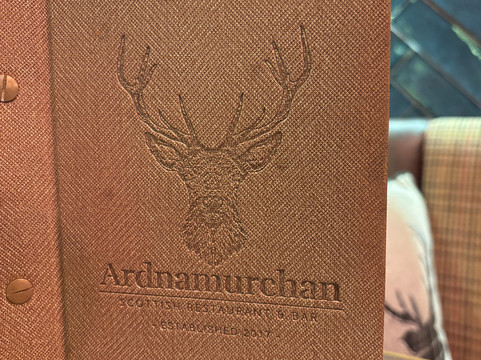 Ardnamurchan
SCOTTISH RESTAURANT & BAR
- ESTABLISHED 2017 -